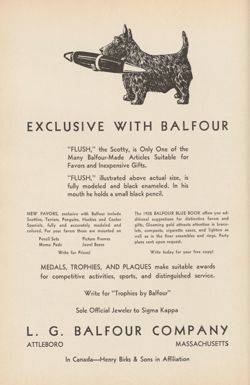 EXCLUSIVE WITH BALFOUR
"FLUSH," the Scotty, is Only One of the
Many Balfour-Made Articles Suitable for
Favors and Inexpensive Gifts.
"FLUSH," illustrated above actual size, is
fully modeled and black enameled. In his
mouth he holds a small black pencil.
NEW FAVORS, exclusive with Balfour include
Scotties, Terriers, Penguins, Huskies and Cocker
Spaniels, fully and accurately modeled and
colored. For your favors these are mounted on
Pencil Sets Picture Frames
Memo Pads Jewel Boxes
Write for Prices!
The 1938 BALFOUR BLUE BOOK offers you ad-
ditional suggestions for distinctive favors and
gifts. Gleaming gold attracts attention in brace-
lets, compacts, cigarette cases, and lighters as
well as in the four ensembles and rings. Party
plans sent upon request.
Write today for your free copy!
MEDALS, TROPHIES, AND PLAQUES make suitable awards
for competitive activities, sports, and distinguished service.
Write for "Trophies by Balfour"
Sole Official Jeweler to Sigma Kappa
L. G. BALFOUR COMPANY
ATTLEBORO MASSACHUSETTS
In Canada—Henry Birks & Sons in Affiliation